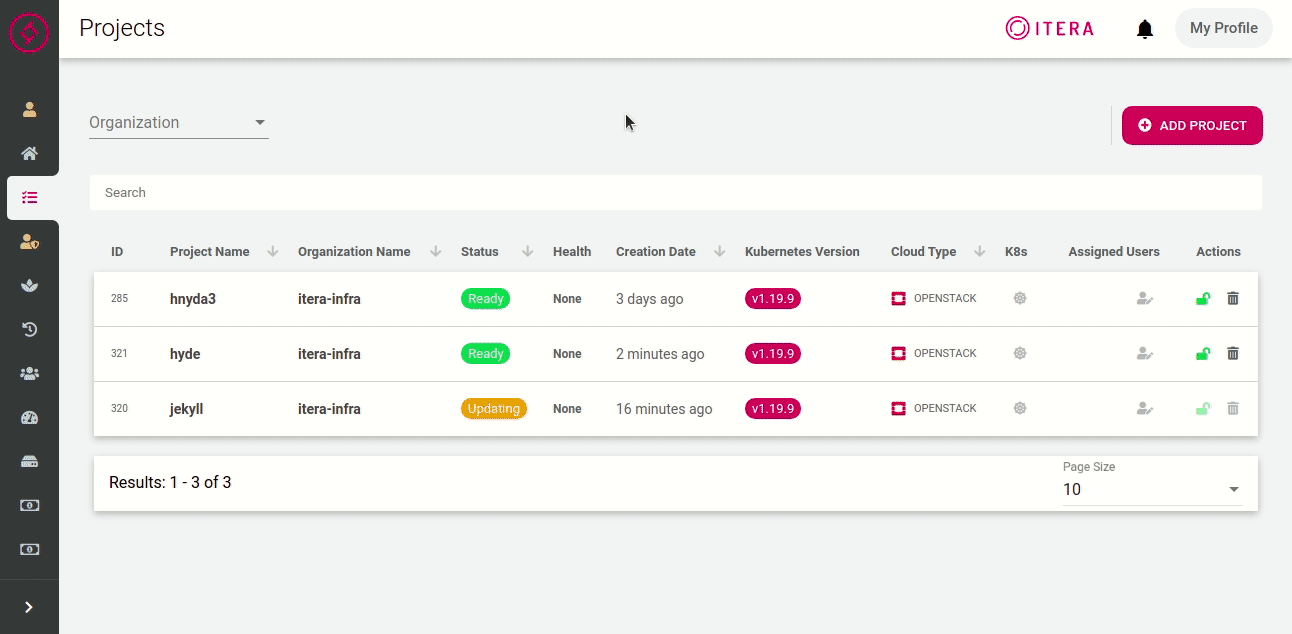 Projects
ITERA
My Profile
Organization
ADD PROJECT
Search
ID Project Name Organization Name Status Health Creation Date Kubernetes Version Cloud Type K8s Assigned Users Actions
285 hnyda3 itera-infra Ready None 3 days ago v1.19.9 OPENSTACK
321 hyde itera-infra Ready None 2 minutes ago v1.19.9 OPENSTACK
320 jekyll itera-infra Updating None 16 minutes ago v1.19.9 OPENSTACK
Page Size
Results: 1 - 3 of 3 10